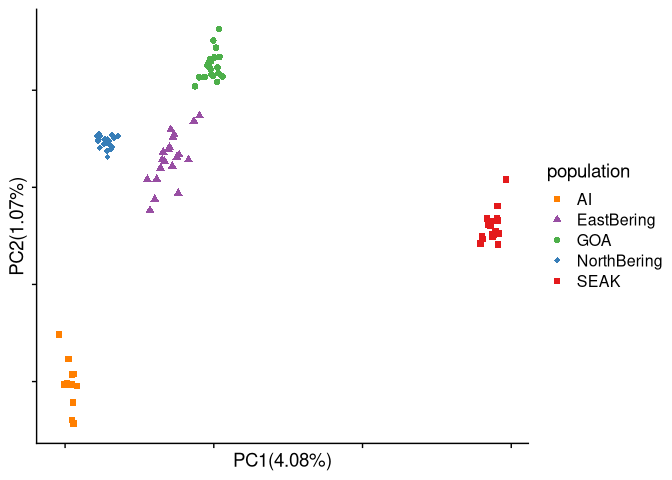 PC2(1.07%)
PC1(4.08%)
population
AI
EastBering
GOA
NorthBering
SEAK